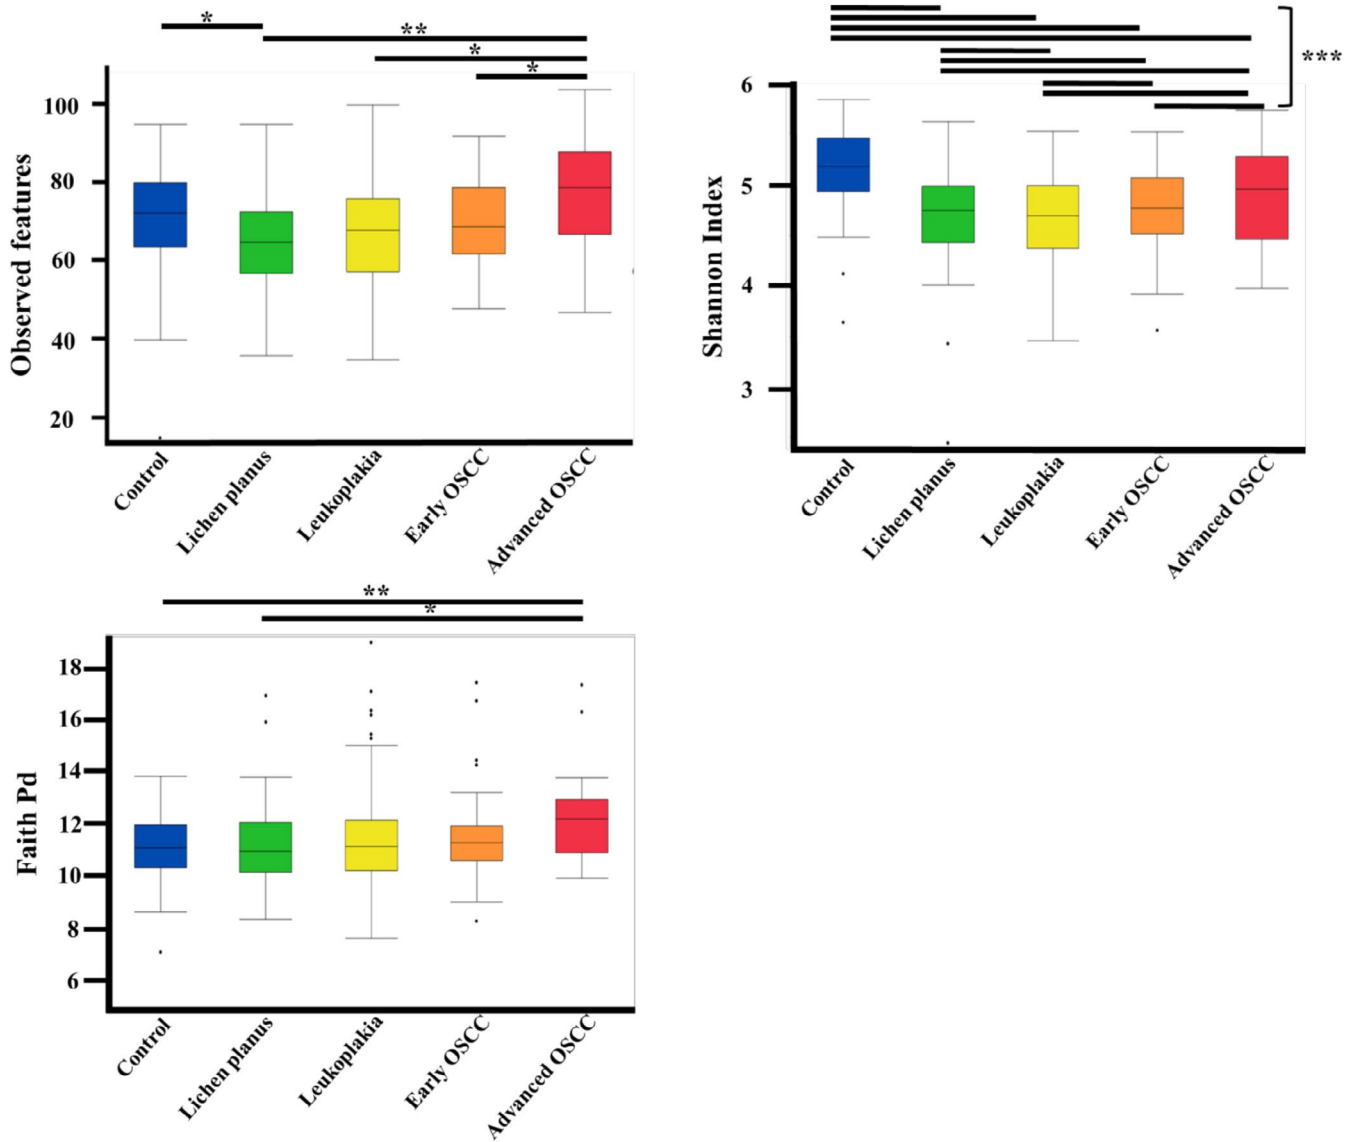 *
**
*
*
100
80
60
40
20
Observed features
Control
Lichen planus
Leukoplakia
Early OSCC
Advanced OSCC
***
6
5
4
3
Shannon Index
Control
Lichen planus
Leukoplakia
Early OSCC
Advanced OSCC
**
*
18
16
14
12
10
8
6
Faith Pd
Control
Lichen planus
Leukoplakia
Early OSCC
Advanced OSCC